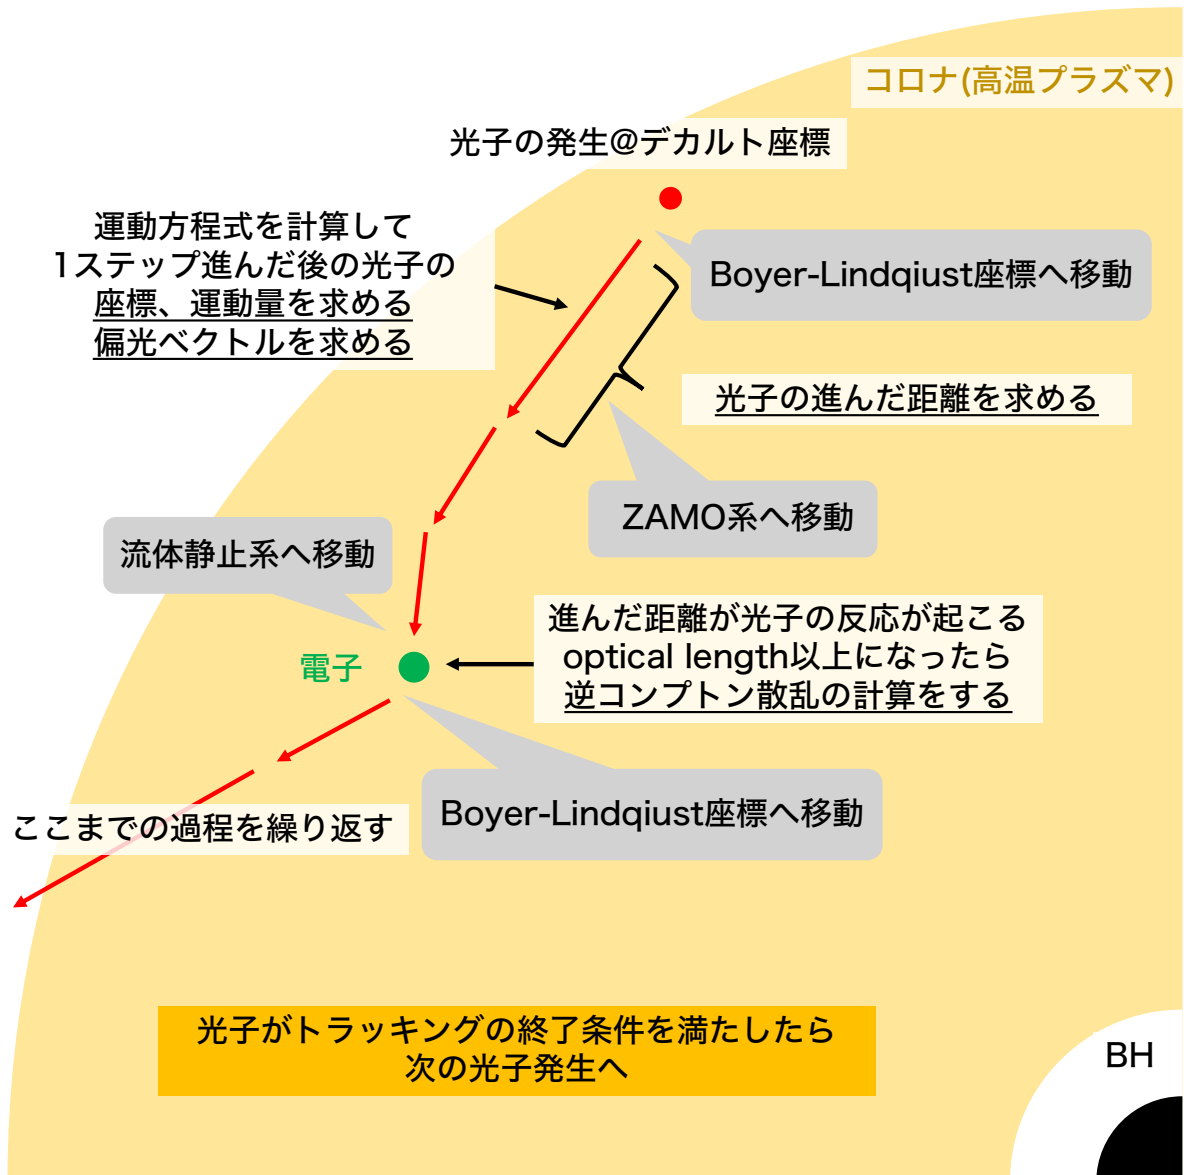 コロナ(高温プラズマ)
光子の発生@デカルト座標
運動方程式を計算して
1ステップ進んだ後の光子の
座標、運動量を求める
偏光ベクトルを求める
Boyer-Lindqiust座標へ移動
光子の進んだ距離を求める
ZAMO系へ移動
流体静止系へ移動
進んだ距離が光子の反応が起こる
optical length以上になったら
逆コンプトン散乱の計算をする
電子
Boyer-Lindqiust座標へ移動
ここまでの過程を繰り返す
光子がトラッキングの終了条件を満たしたら
次の光子発生へ
BH